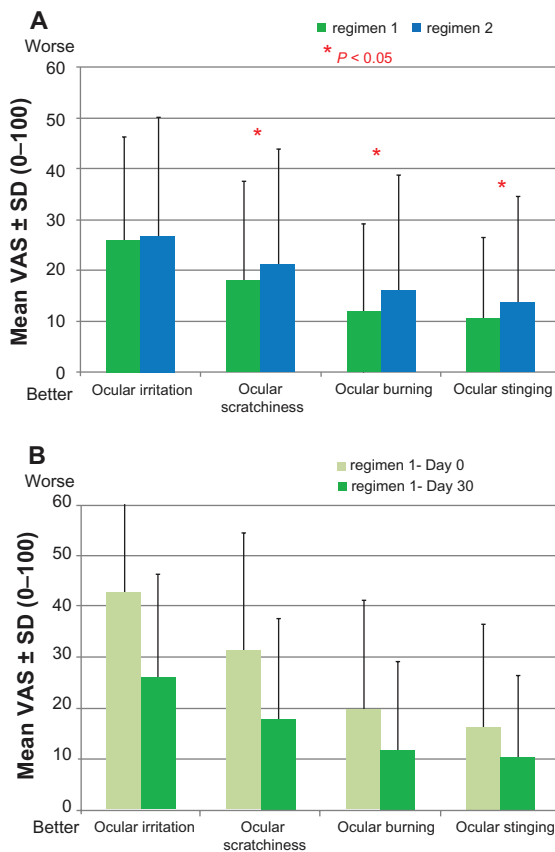 A
regimen 1 regimen 2
Worse
* P < 0.05
60
50
40
30
20
10
0
* * *
Mean VAS ± SD (0–100)
Better
Ocular irritation Ocular scratchiness Ocular burning Ocular stinging
B
regimen 1- Day 0
Worse
regimen 1- Day 30
60
50
40
30
20
10
0
Mean VAS ± SD (0–100)
Better
Ocular irritation Ocular scratchiness Ocular burning Ocular stinging